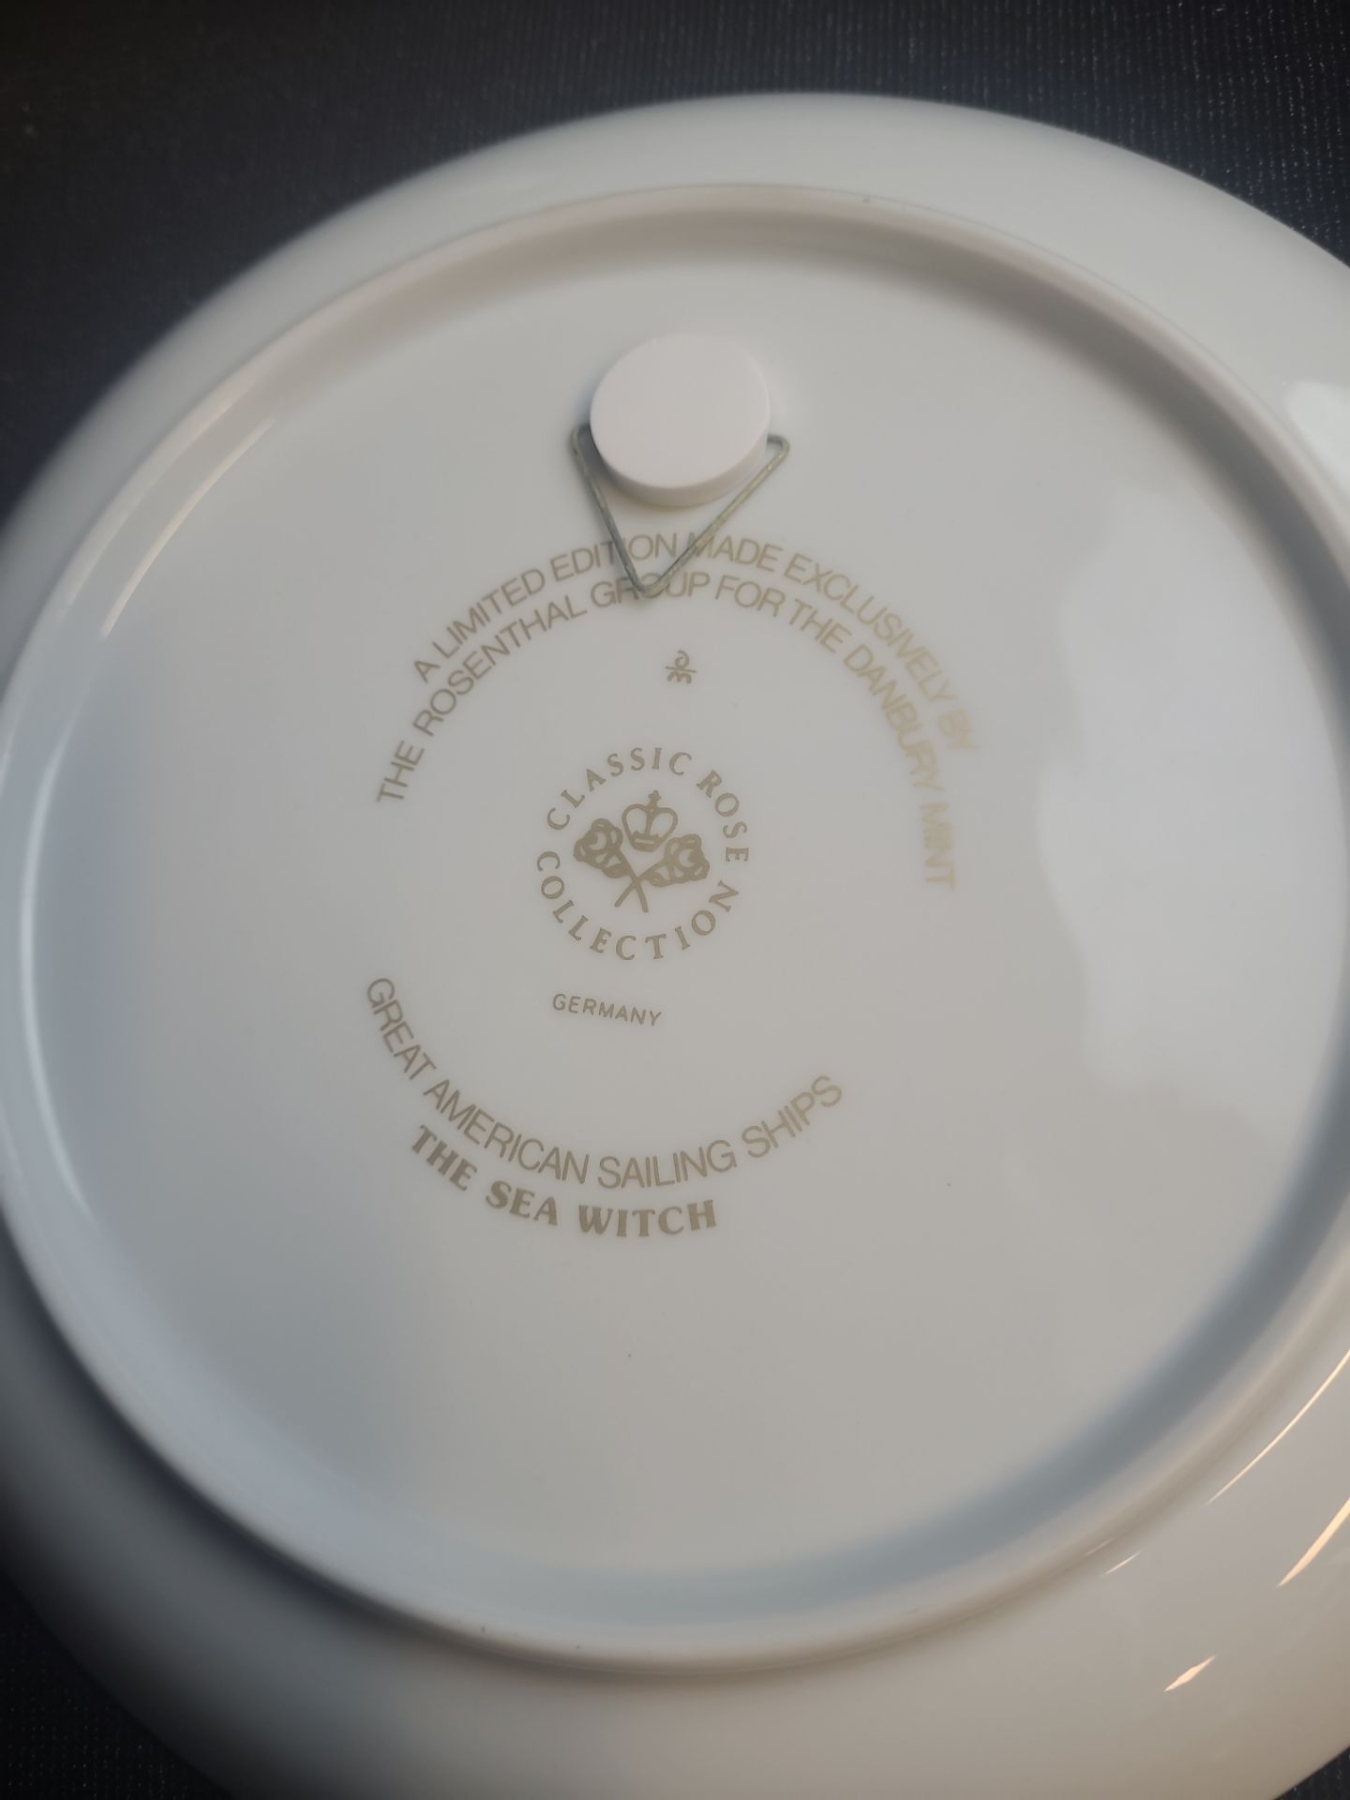 A LIMITED EDITION MADE EXCLUSIVELY BY
THE ROSENTHAL GROUP FOR THE DANBURY MINT
CLASSIC ROSE
COLLECTION
GERMANY
GREAT AMERICAN SAILING SHIPS
THE SEA WITCH